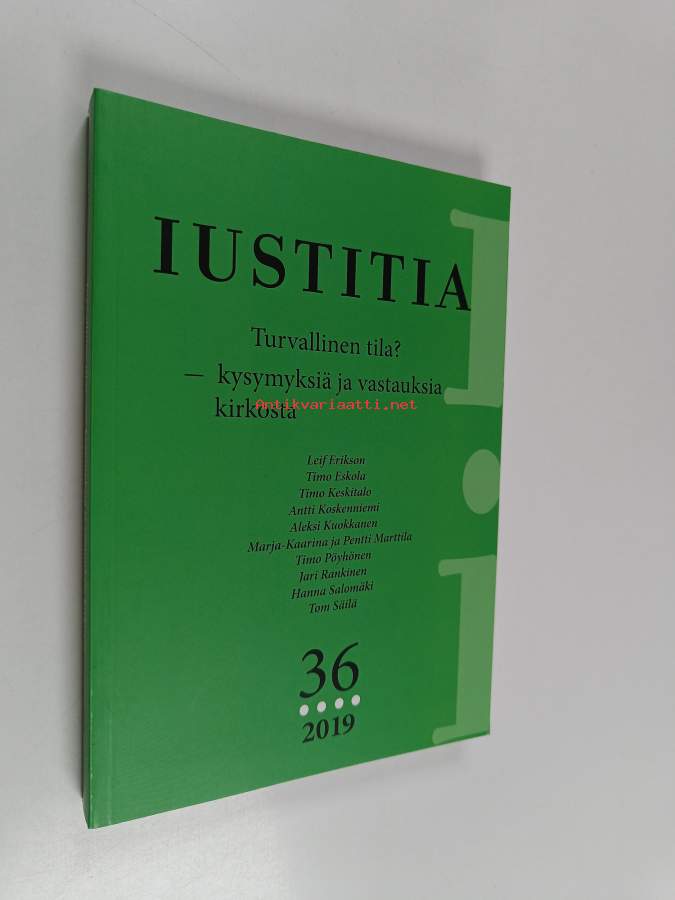 IUSTITIA
Turvallinen tila?
— kysymyksiä ja vastauksia
kirkosta
Antikvariaatti.net
Leif Erikson
Timo Eskola
Timo Keskitalo
Antti Koskenniemi
Aleksi Kuokkanen
Marja-Kaarina ja Pentti Marttila
Timo Pöyhönen
Jari Rankinen
Hanna Salomäki
Tom Säilä
36
2019